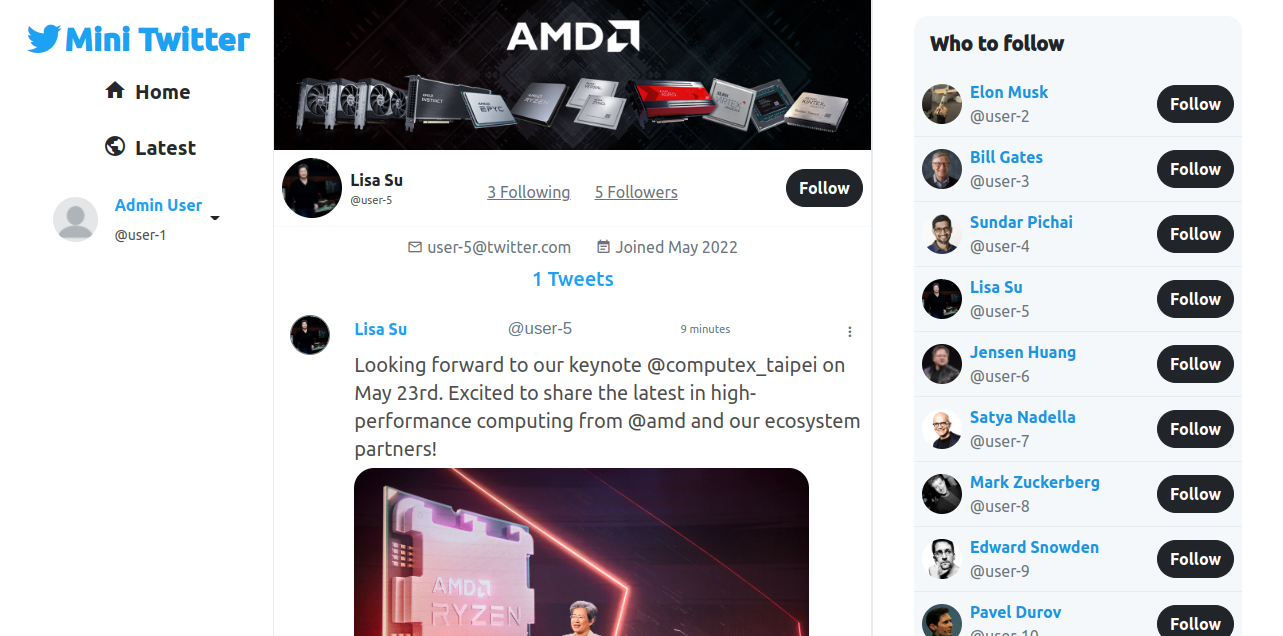 Mini Twitter
Home
Latest
Admin User
@user-1
AMD
Lisa Su
@user-5
3 Following
5 Followers
Follow
user-5@twitter.com
Joined May 2022
1 Tweets
Lisa Su
@user-5
9 minutes
Looking forward to our keynote @computex_taipei on
May 23rd. Excited to share the latest in high-
performance computing from @amd and our ecosystem
partners!
AMD
RYZEN
Who to follow
Elon Musk
@user-2
Follow
Bill Gates
@user-3
Follow
Sundar Pichai
@user-4
Follow
Lisa Su
@user-5
Follow
Jensen Huang
@user-6
Follow
Satya Nadella
@user-7
Follow
Mark Zuckerberg
@user-8
Follow
Edward Snowden
@user-9
Follow
Pavel Durov
@user-10
Follow